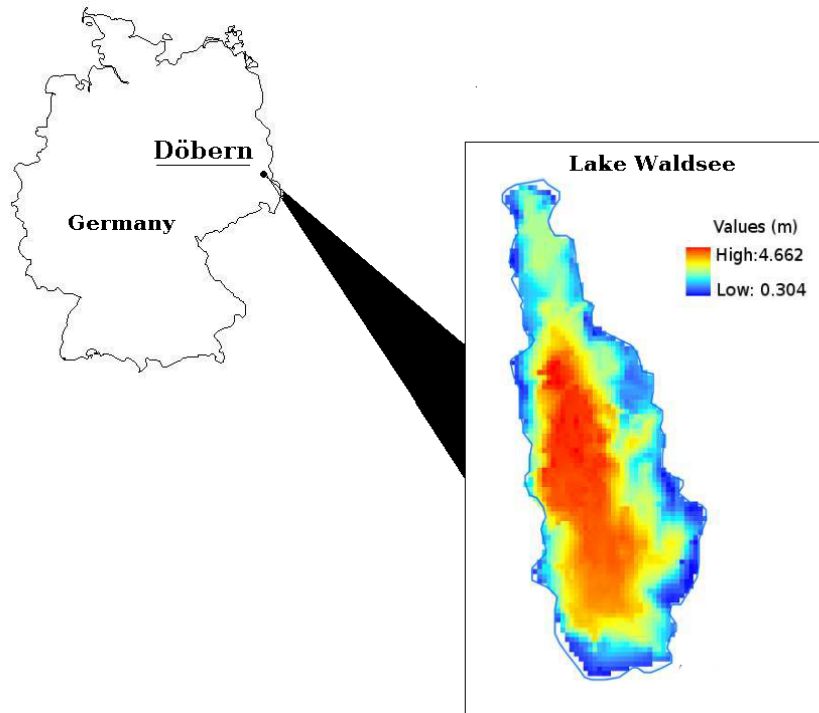 Döbern
Germany
Lake Waldsee
Values (m)
High:4.662
Low: 0.304